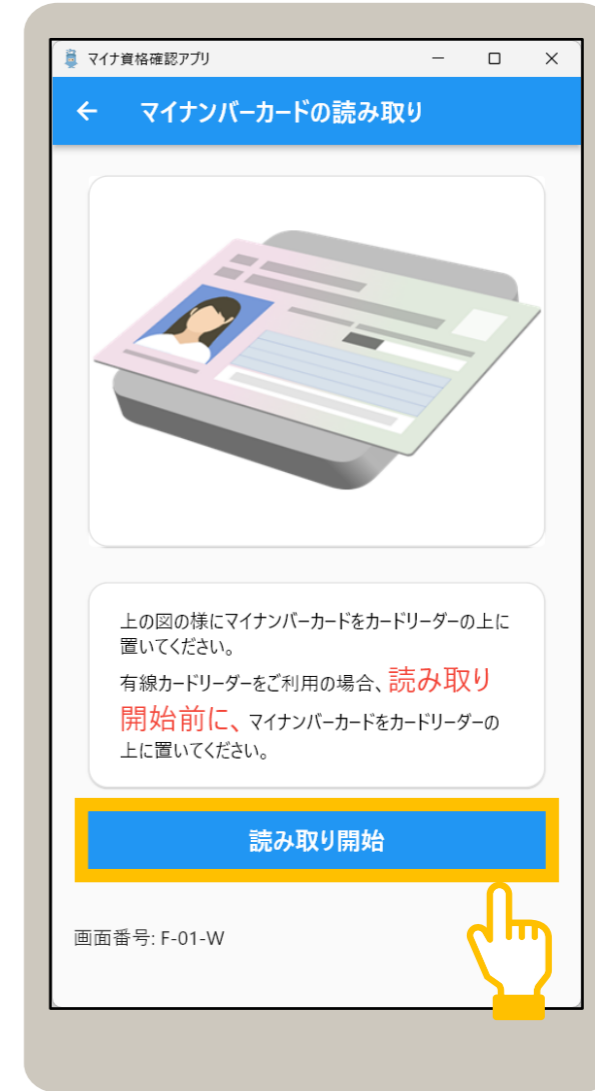 マイナ資格確認アプリ
マイナンバーカードの読み取り
上の図の様にマイナンバーカードをカードリーダーの上に
置いてください。
有線カードリーダーをご利用の場合、読み取り
開始前に、マイナンバーカードをカードリーダーの
上に置いてください。
読み取り開始
画面番号: F-01-W